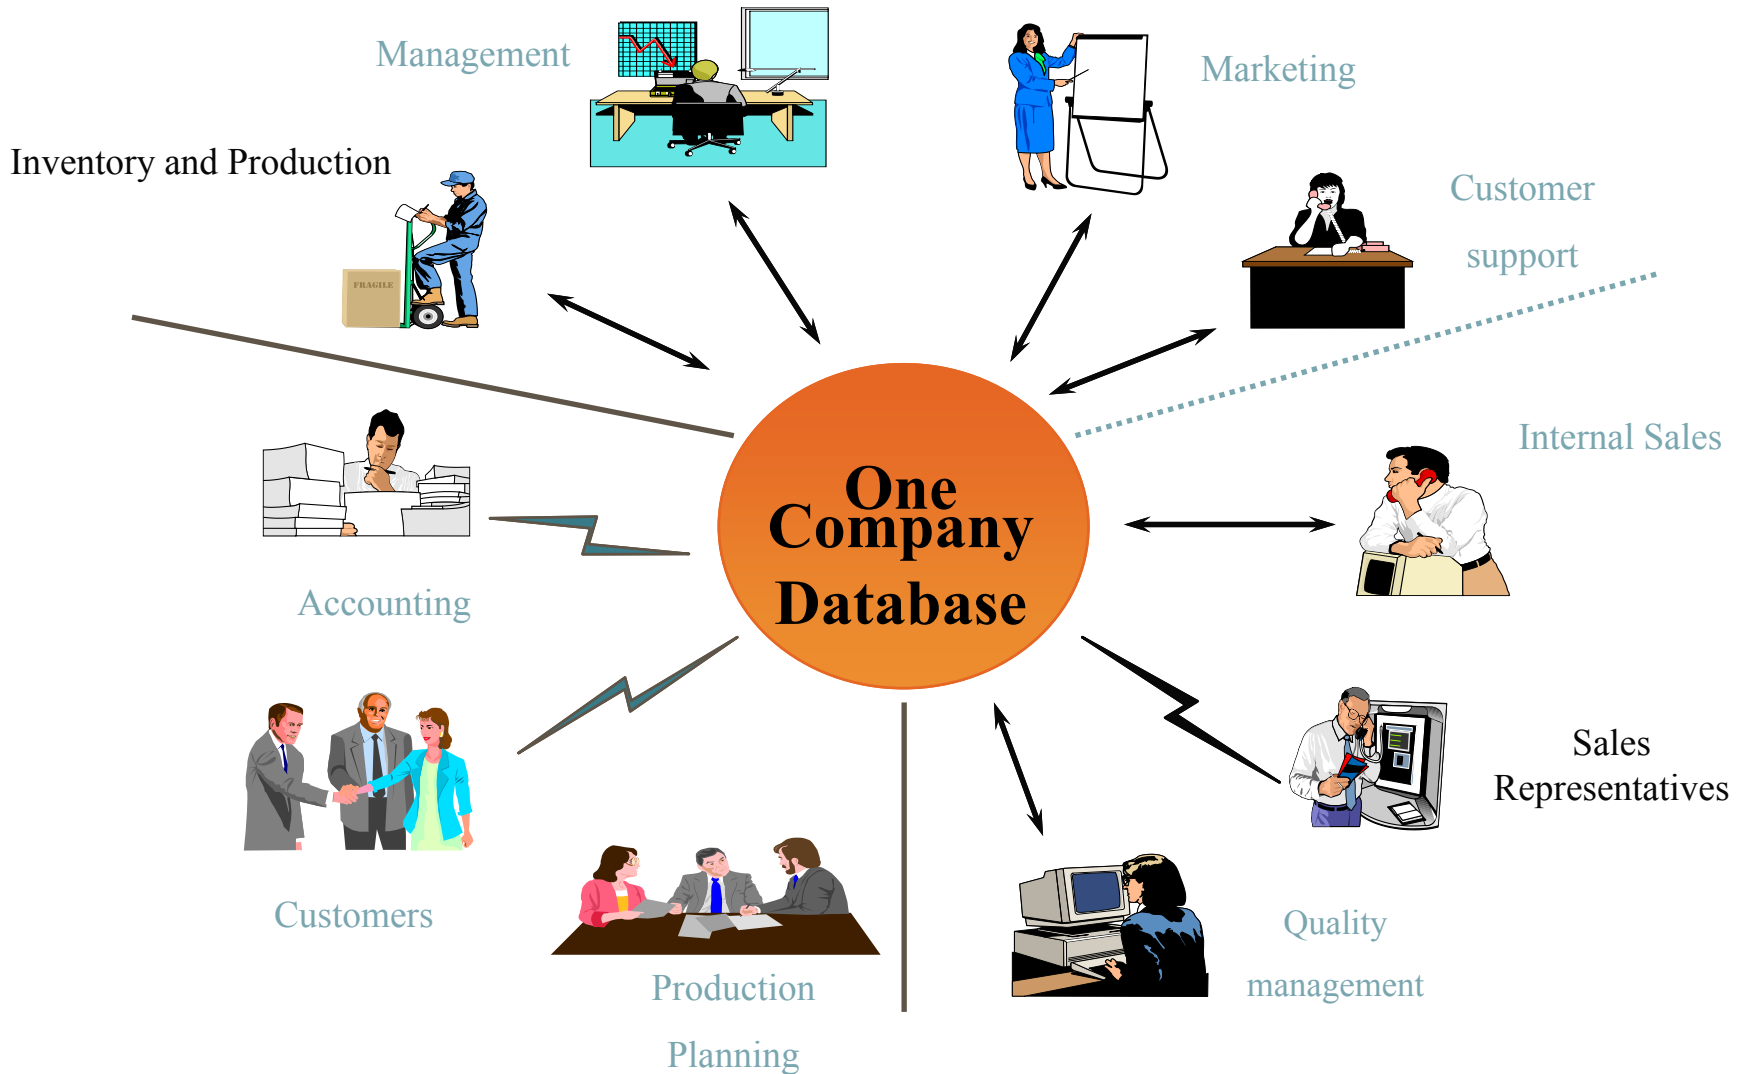 Management
Marketing
Inventory and Production
Customer
support
FRAGILE
Internal Sales
One
Company
Database
Accounting
Sales
Representatives
Customers
Quality
management
Production
Planning